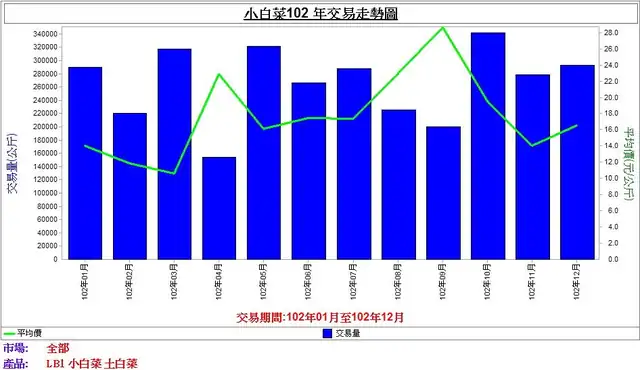 小白菜102 年交易走勢圖
340000
320000
300000
280000
260000
240000
220000
200000
180000
160000
140000
120000
100000
80000
60000
40000
20000
0
交易量(公斤)
28.0
26.0
24.0
22.0
20.0
18.0
16.0
14.0
12.0
10.0
8.0
6.0
4.0
2.0
0.0
平均價(元/公斤)
102年01月
102年02月
102年03月
102年04月
102年05月
102年06月
102年07月
102年08月
102年09月
102年10月
102年11月
102年12月
交易期間:102年01月至102年12月
平均價
交易量
市場: 全部
產品: LB1 小白菜 土白菜